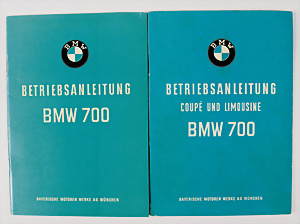 BMW
BETRIEBSANLEITUNG
BMW 700
BAYERISCHE MOTOREN WERKE AG MÜNCHEN
BMW
BETRIEBSANLEITUNG
COUPÉ UND LIMOUSINE
BMW 700
BAYERISCHE MOTOREN WERKE AG MÜNCHEN